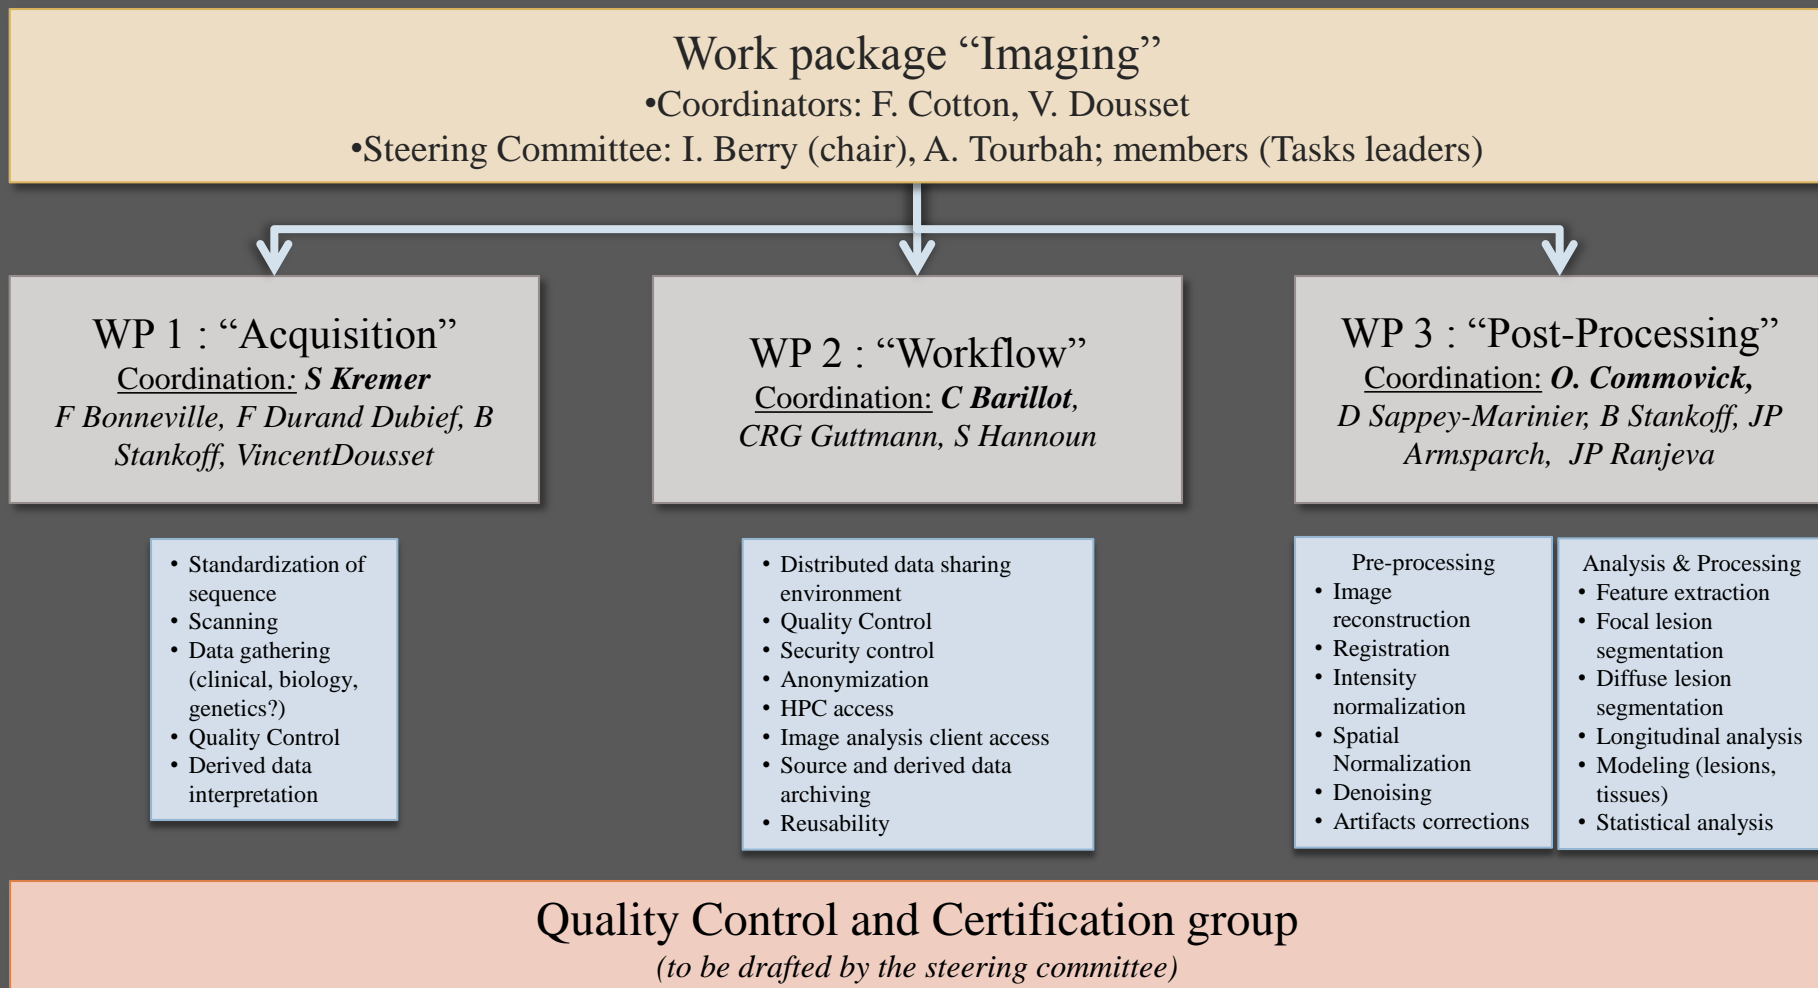 Work package “Imaging”
•Coordinators: F. Cotton, V. Dousset
•Steering Committee: I. Berry (chair), A. Tourbah; members (Tasks leaders)
WP 1 : “Acquisition”
Coordination: S Kremer
F Bonneville, F Durand Dubief, B
Stankoff, VincentDousset
WP 2 : “Workflow”
Coordination: C Barillot,
CRG Guttmann, S Hannoun
WP 3 : “Post-Processing”
Coordination: O. Commovick,
D Sappey-Marinier, B Stankoff, JP
Armsparch, JP Ranjeva
• Standardization of
sequence
• Scanning
• Data gathering
(clinical, biology,
genetics?)
• Quality Control
• Derived data
interpretation
• Distributed data sharing
environment
• Quality Control
• Security control
• Anonymization
• HPC access
• Image analysis client access
• Source and derived data
archiving
• Reusability
Pre-processing
• Image
reconstruction
• Registration
• Intensity
normalization
• Spatial
Normalization
• Denoising
• Artifacts corrections
Analysis & Processing
• Feature extraction
• Focal lesion
segmentation
• Diffuse lesion
segmentation
• Longitudinal analysis
• Modeling (lesions,
tissues)
• Statistical analysis
Quality Control and Certification group
(to be drafted by the steering committee)